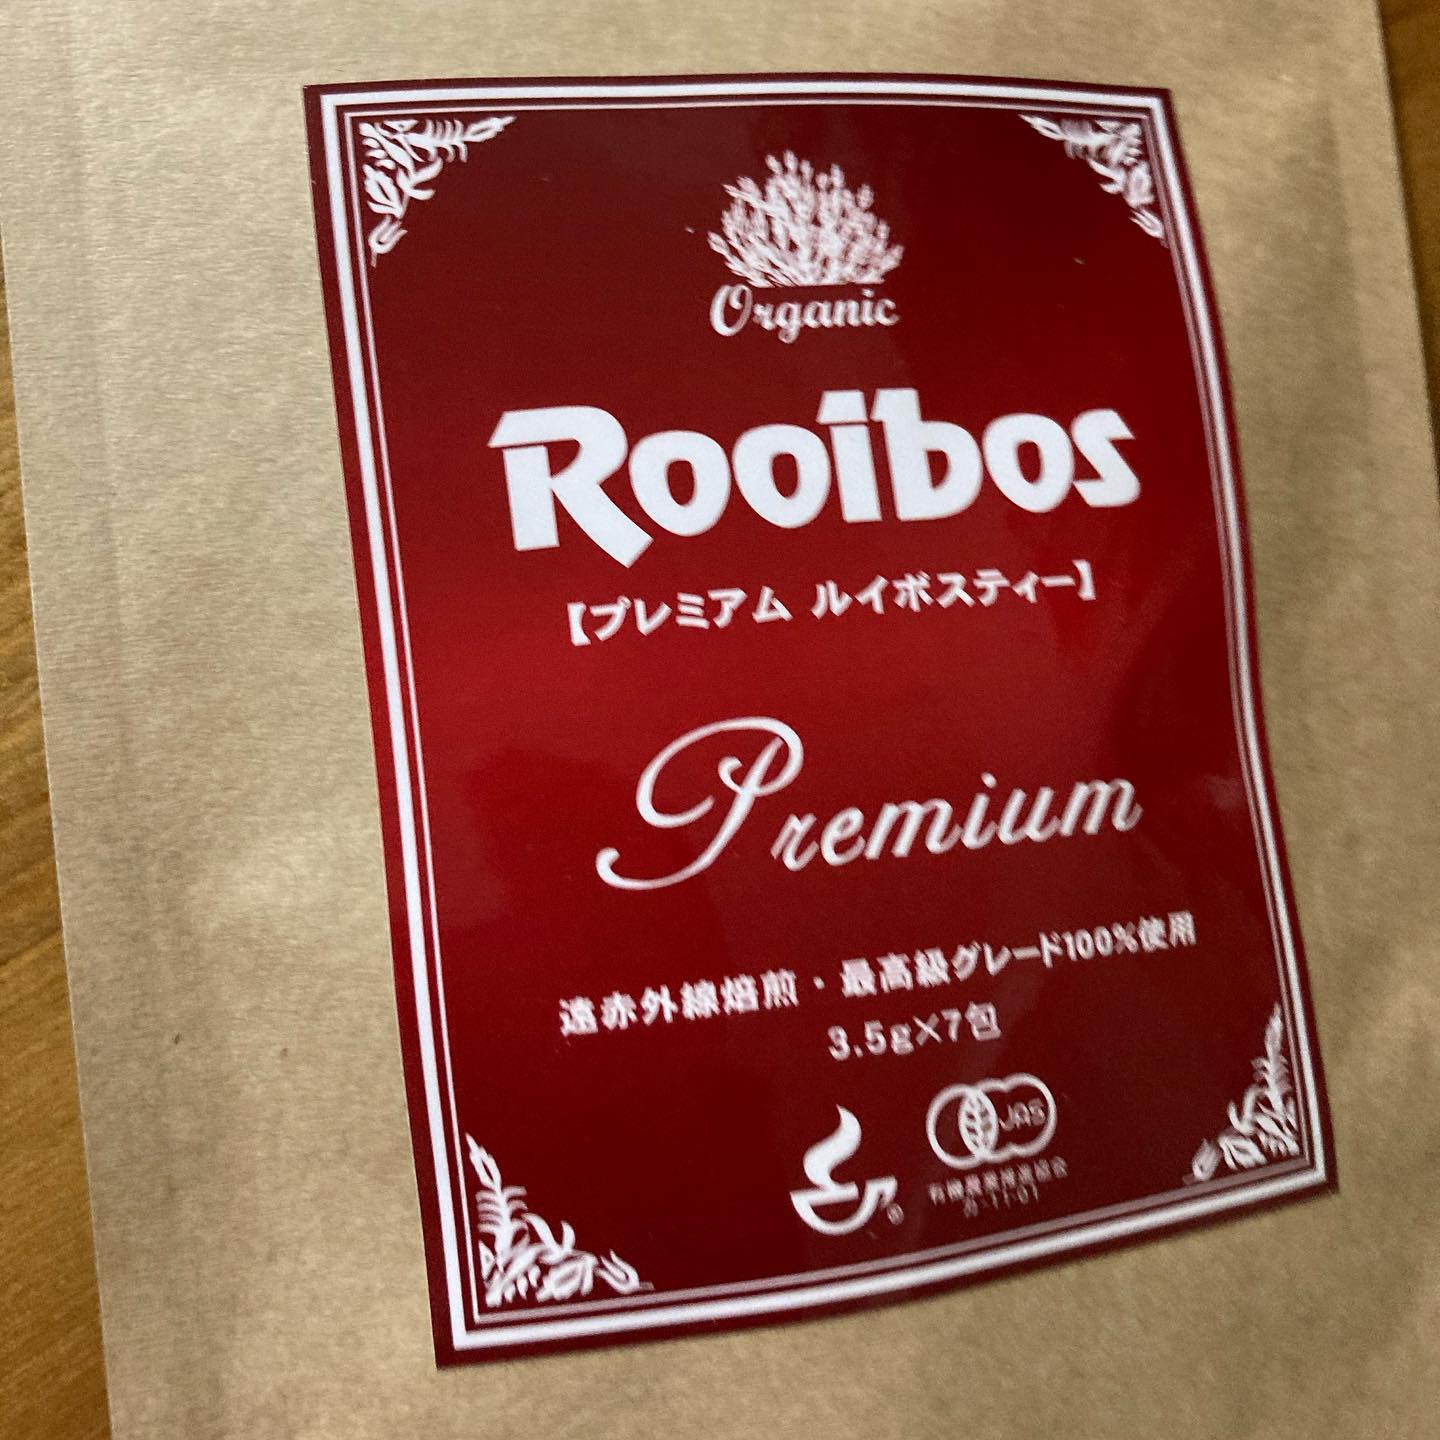 Organic
Rooibos
【プレミアム ルイボスティー】
Premium
遠赤外線焙煎・最高級グレード100%使用
3.5g×7包
JAS